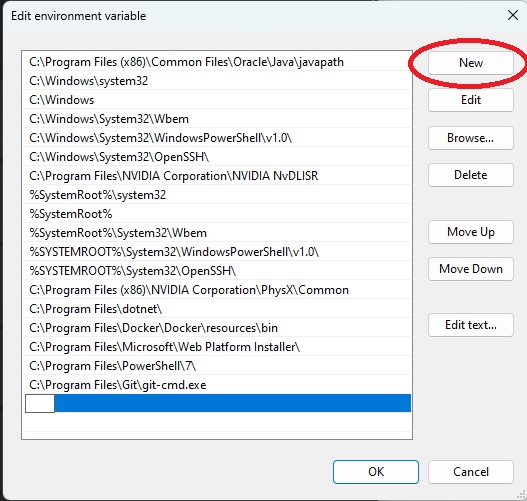 Edit environment variable
C:\Program Files (x86)\Common Files\Oracle\Java\javapath
C:\Windows\system32
C:\Windows
C:\Windows\System32\Wbem
C:\Windows\System32\WindowsPowerShell\v1.0\
C:\Windows\System32\OpenSSH\
C:\Program Files\NVIDIA Corporation\NVIDIA NvDLISR
%SystemRoot%\system32
%SystemRoot%
%SystemRoot%\System32\Wbem
%SYSTEMROOT%\System32\WindowsPowerShell\v1.0\
%SYSTEMROOT%\System32\OpenSSH\
C:\Program Files (x86)\NVIDIA Corporation\PhysX\Common
C:\Program Files\dotnet\
C:\Program Files\Docker\Docker\resources\bin
C:\Program Files\Microsoft\Web Platform Installer\
C:\Program Files\PowerShell\7\
C:\Program Files\Git\git-cmd.exe
New
Edit
Browse...
Delete
Move Up
Move Down
Edit text...
OK
Cancel